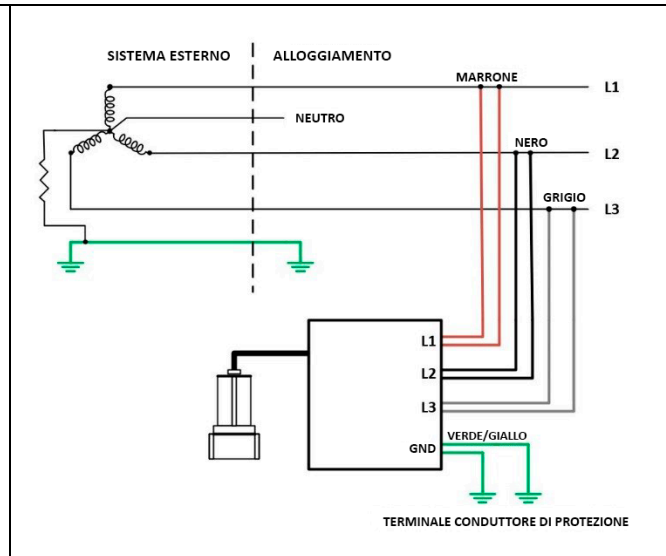 SISTEMA ESTERNO
ALLOGGIAMENTO
MARRONE
L1
NEUTRO
NERO
L2
GRIGIO
L3
L1
L2
L3
VERDE/GIALLO
GND
TERMINALE CONDUTTORE DI PROTEZIONE